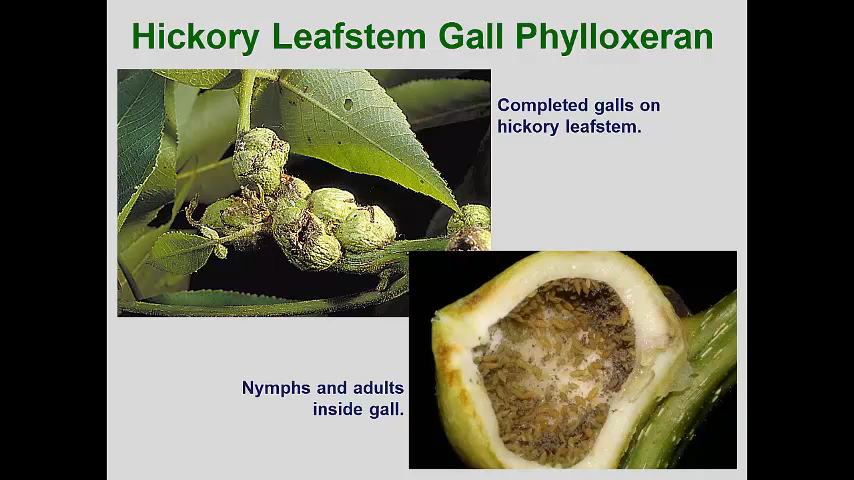 Hickory Leafstem Gall Phylloxeran
Completed galls on
hickory leafstem.
Nymphs and adults
inside gall.